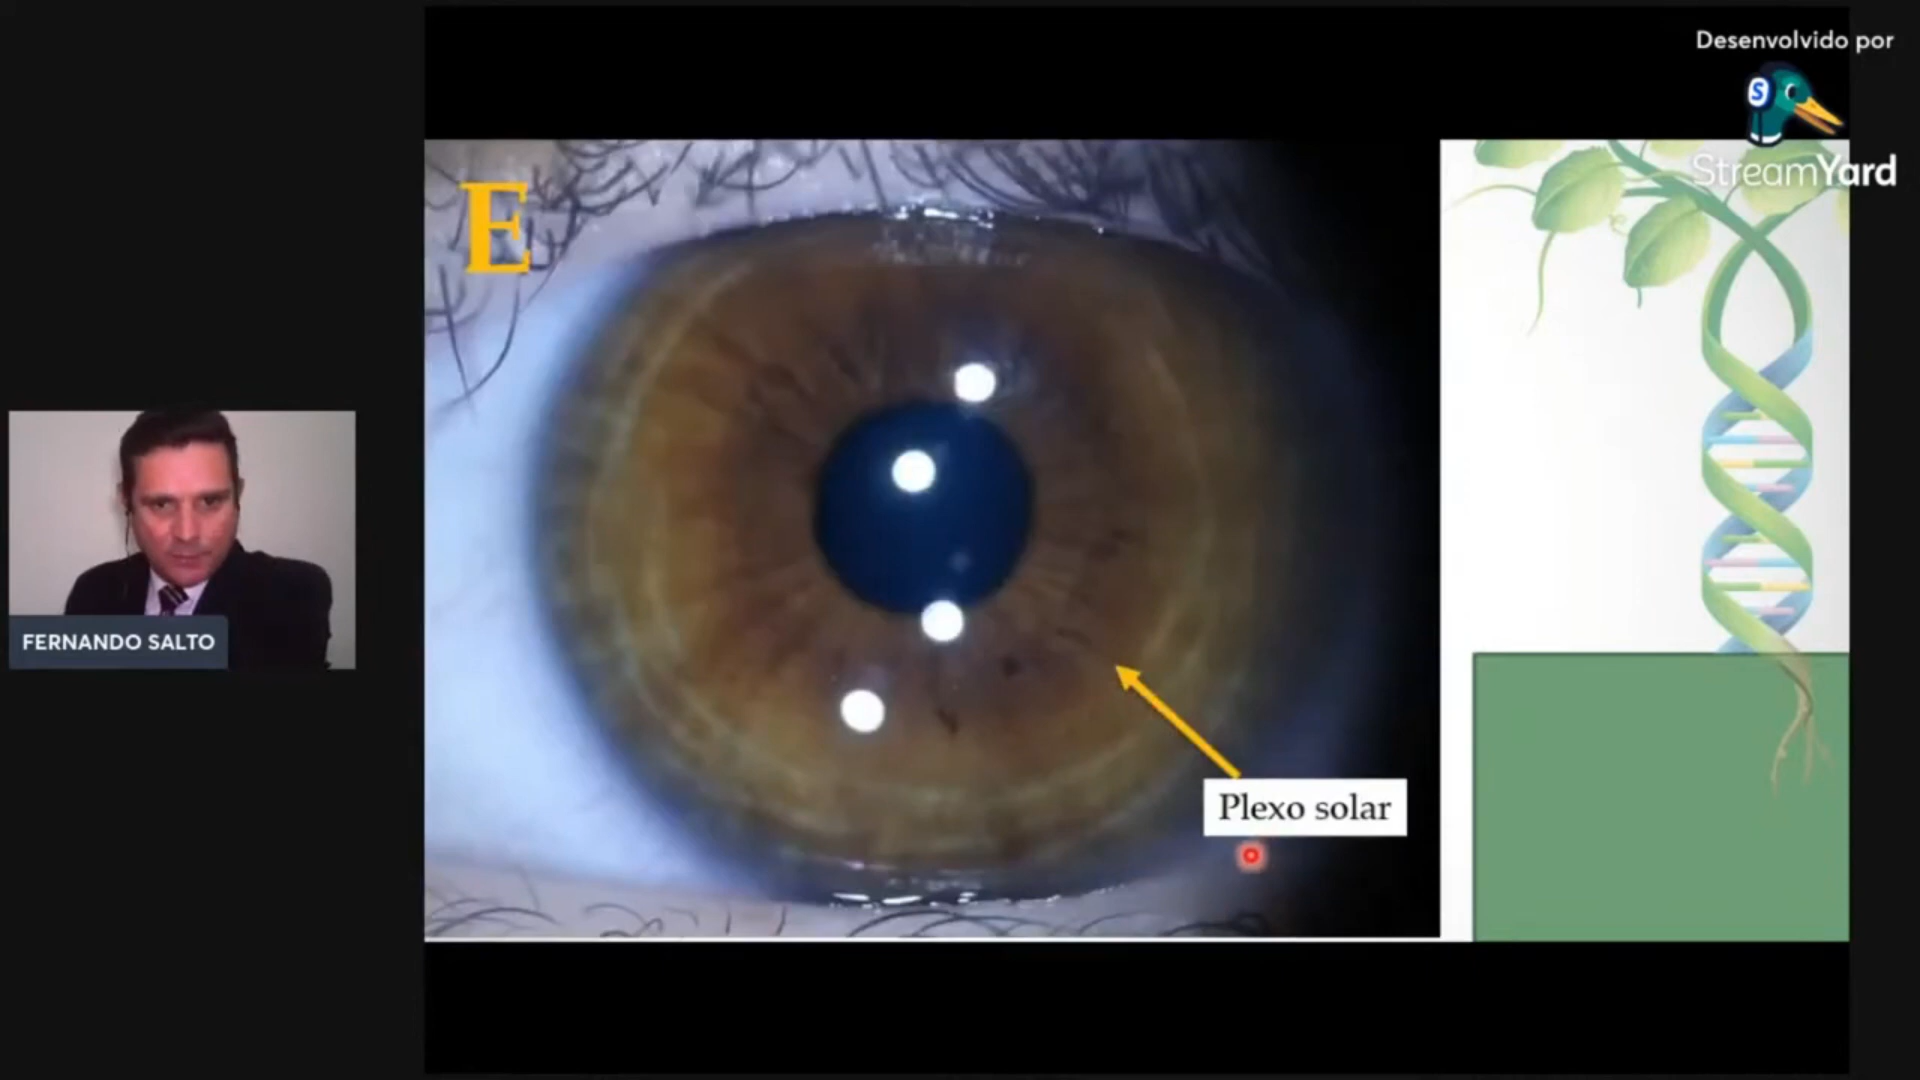 Desenvolvido por
S
StreamYard
E
FERNANDO SALTO
Plexo solar